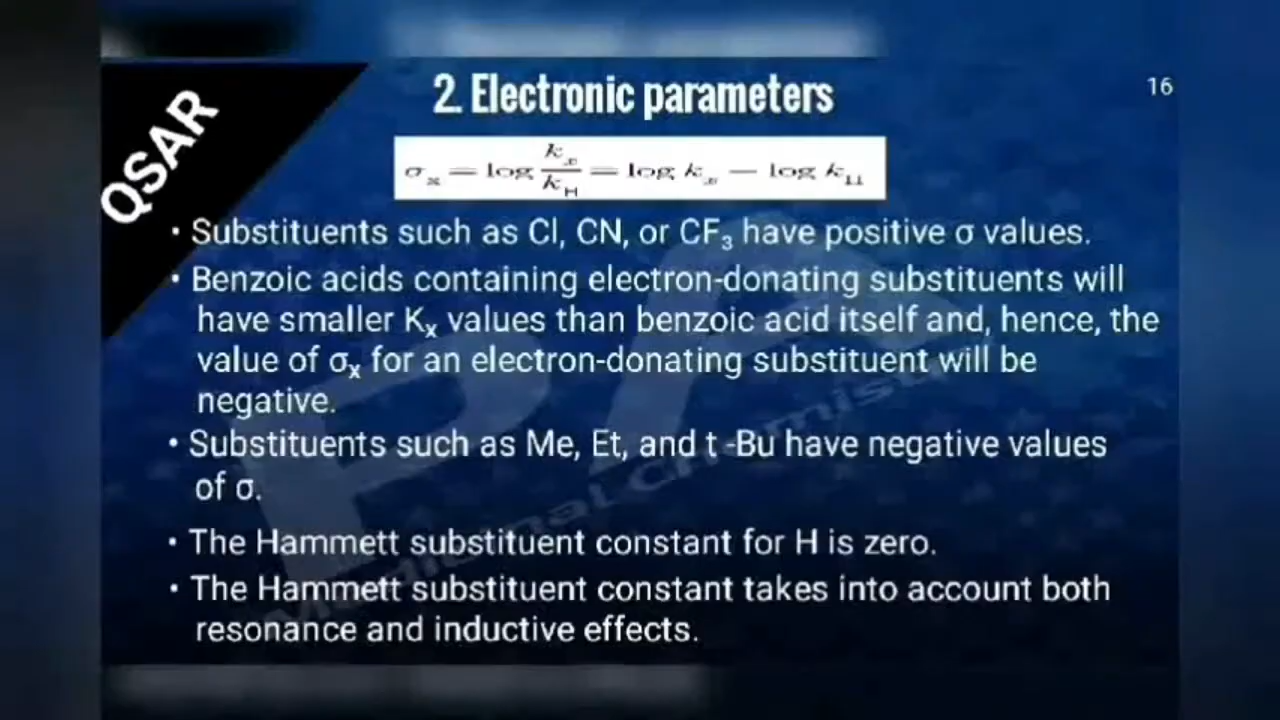 2. Electronic parameters
16
QSAR
σₓ = log kₓ/k_H = log kₓ − log k_H
• Substituents such as Cl, CN, or CF₃ have positive σ values.
• Benzoic acids containing electron-donating substituents will
have smaller Kₓ values than benzoic acid itself and, hence, the
value of σₓ for an electron-donating substituent will be
negative.
• Substituents such as Me, Et, and t -Bu have negative values
of σ.
• The Hammett substituent constant for H is zero.
• The Hammett substituent constant takes into account both
resonance and inductive effects.